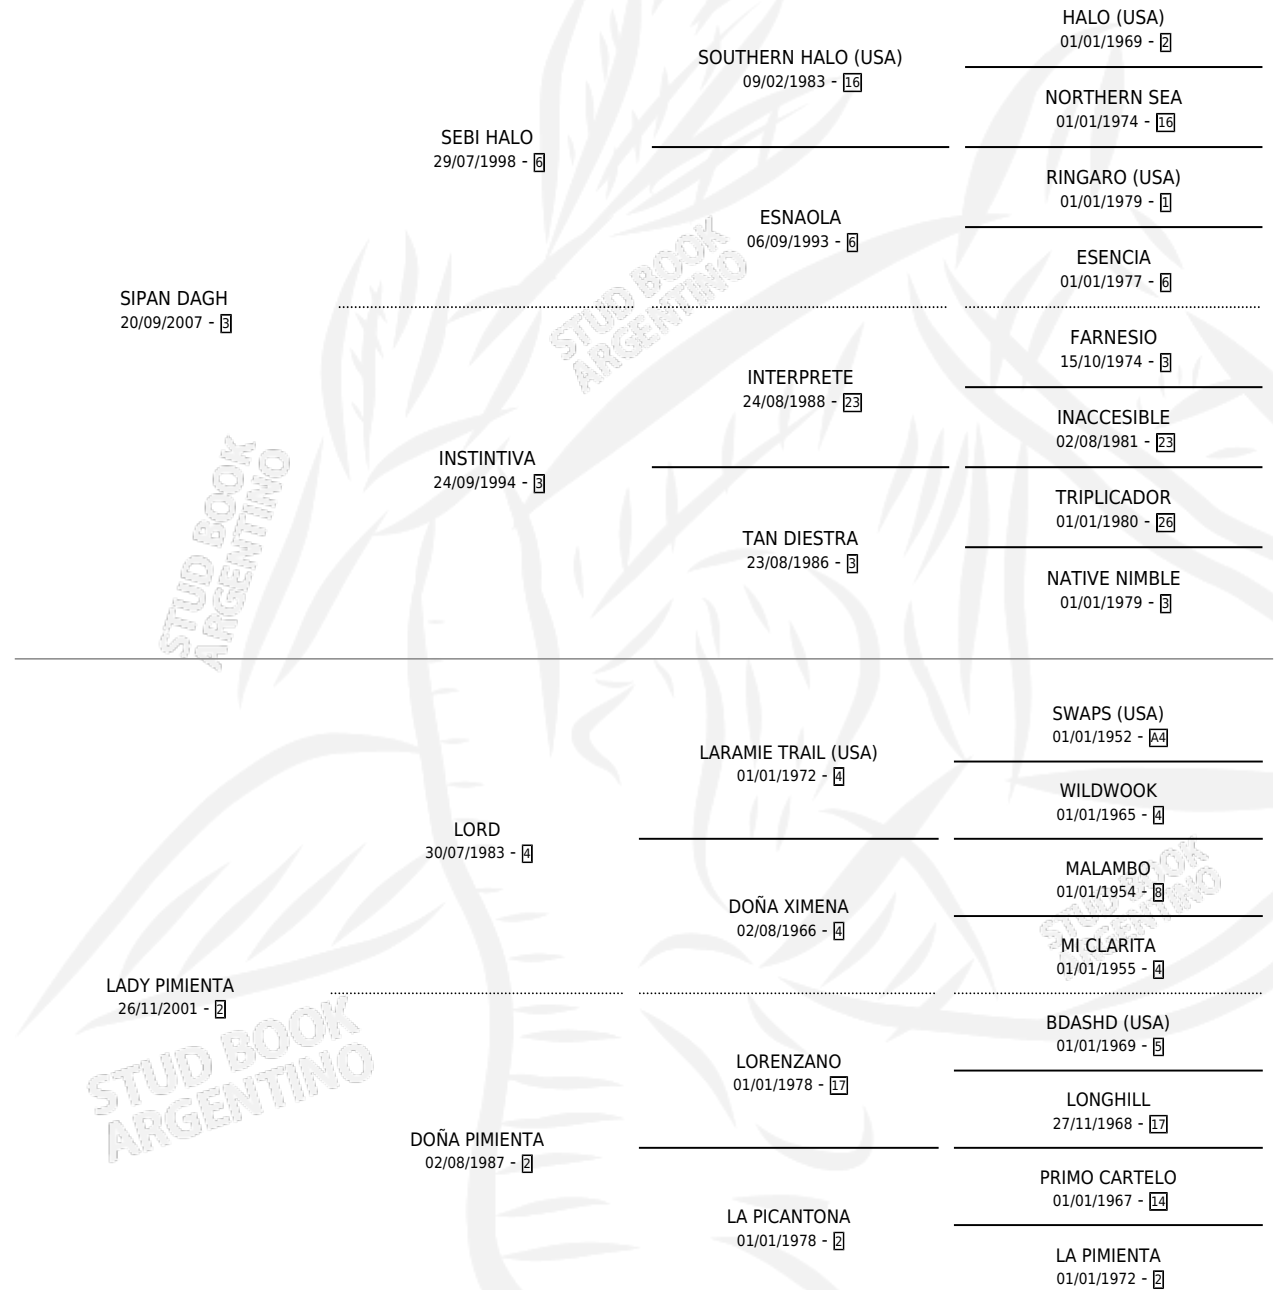 HALO (USA)
01/01/1969 - 2
SOUTHERN HALO (USA)
09/02/1983 - 16
NORTHERN SEA
01/01/1974 - 16
SEBI HALO
29/07/1998 - 6
RINGARO (USA)
01/01/1979 - 1
ESNAOLA
06/09/1993 - 6
ESENCIA
01/01/1977 - 6
SIPAN DAGH
20/09/2007 - 3
STUD BOOK
ARGENTINO
FARNESIO
15/10/1974 - 3
INTERPRETE
24/08/1988 - 23
INACCESIBLE
02/08/1981 - 23
INSTINTIVA
24/09/1994 - 3
TRIPLICADOR
01/01/1980 - 26
TAN DIESTRA
23/08/1986 - 3
NATIVE NIMBLE
01/01/1979 - 3
STUD BOOK
ARGENTINO
SWAPS (USA)
01/01/1952 - A4
LARAMIE TRAIL (USA)
01/01/1972 - 4
WILDWOOK
01/01/1965 - 4
LORD
30/07/1983 - 4
MALAMBO
01/01/1954 - 8
DOÑA XIMENA
02/08/1966 - 4
MI CLARITA
01/01/1955 - 4
STUD BOOK
ARGENTINO
LADY PIMIENTA
26/11/2001 - 2
BDASHD (USA)
01/01/1969 - 5
LORENZANO
01/01/1978 - 17
LONGHILL
27/11/1968 - 17
STUD BOOK
ARGENTINO
DOÑA PIMIENTA
02/08/1987 - 2
PRIMO CARTELO
01/01/1967 - 14
LA PICANTONA
01/01/1978 - 2
LA PIMIENTA
01/01/1972 - 2